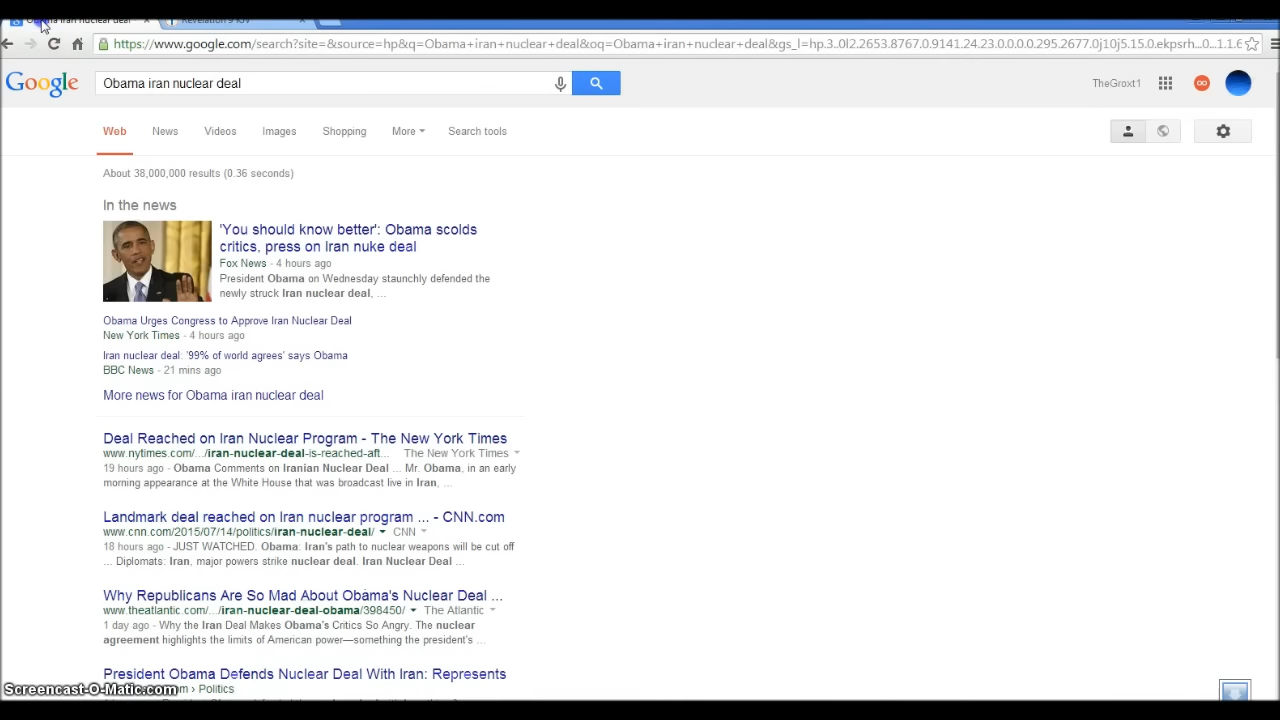 Obama iran nuclear deal
Revelation 9 KJV
https://www.google.com/search?site=&source=hp&q=Obama+iran+nuclear+deal&oq=Obama+iran+nuclear+deal&gs_l=hp.3..0l2.2653.8767.0.9141.24.23.0.0.0.0.295.2677.0j10j5.15.0.ekpsrh...0...1.1.6
Google
Obama iran nuclear deal
TheGroxt1
Web News Videos Images Shopping More Search tools
About 38,000,000 results (0.36 seconds)
In the news
'You should know better': Obama scolds
critics, press on Iran nuke deal
Fox News - 4 hours ago
President Obama on Wednesday staunchly defended the
newly struck Iran nuclear deal, ...
Obama Urges Congress to Approve Iran Nuclear Deal
New York Times - 4 hours ago
Iran nuclear deal: '99% of world agrees' says Obama
BBC News - 21 mins ago
More news for Obama iran nuclear deal
Deal Reached on Iran Nuclear Program - The New York Times
www.nytimes.com/.../iran-nuclear-deal-is-reached-aft... The New York Times
19 hours ago - Obama Comments on Iranian Nuclear Deal ... Mr. Obama, in an early
morning appearance at the White House that was broadcast live in Iran, ...
Landmark deal reached on Iran nuclear program ... - CNN.com
www.cnn.com/2015/07/14/politics/iran-nuclear-deal/ CNN
18 hours ago - JUST WATCHED. Obama: Iran's path to nuclear weapons will be cut off
... Diplomats: Iran, major powers strike nuclear deal. Iran Nuclear Deal ...
Why Republicans Are So Mad About Obama's Nuclear Deal ...
www.theatlantic.com/.../iran-nuclear-deal-obama/398450/ The Atlantic
1 day ago - Why the Iran Deal Makes Obama's Critics So Angry. The nuclear
agreement highlights the limits of American power—something the president's ...
President Obama Defends Nuclear Deal With Iran: Represents
Screencast-O-Matic.com m › Politics